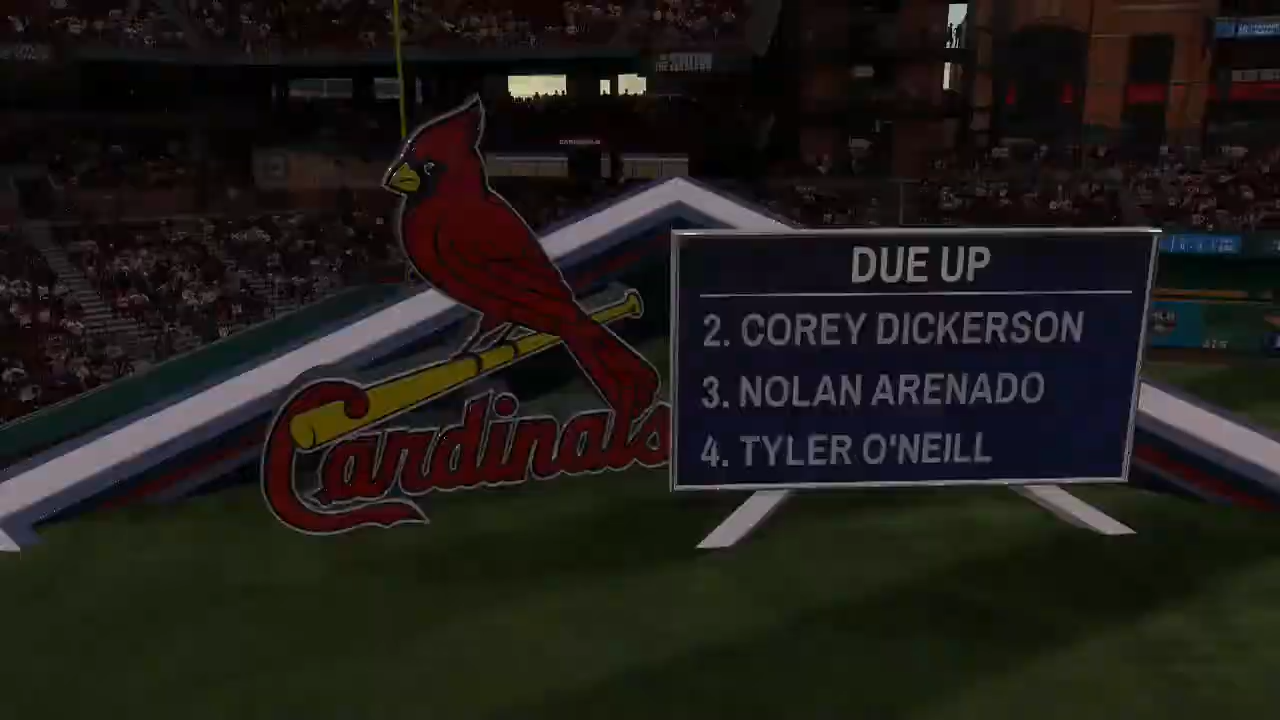 Cardinals
DUE UP
2. COREY DICKERSON
3. NOLAN ARENADO
4. TYLER O'NEILL